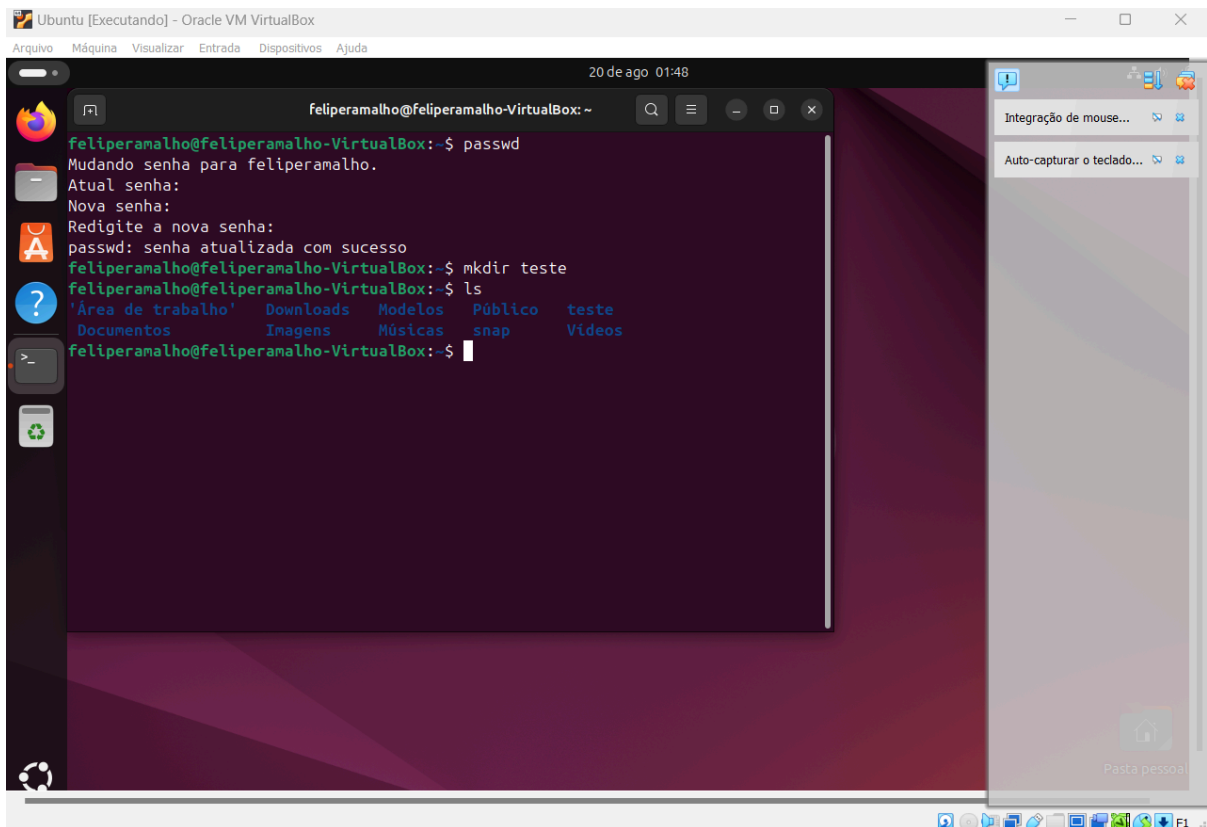 Ubuntu [Executando] - Oracle VM VirtualBox
Arquivo Máquina Visualizar Entrada Dispositivos Ajuda
20 de ago 01:48
feliperamalho@feliperamalho-VirtualBox: ~
feliperamalho@feliperamalho-VirtualBox:~$ passwd
Mudando senha para feliperamalho.
Atual senha:
Nova senha:
Redigite a nova senha:
passwd: senha atualizada com sucesso
feliperamalho@feliperamalho-VirtualBox:~$ mkdir teste
feliperamalho@feliperamalho-VirtualBox:~$ ls
'Área de trabalho' Downloads Modelos Público teste
Documentos Imagens Músicas snap Vídeos
feliperamalho@feliperamalho-VirtualBox:~$
Integração de mouse...
Auto-capturar o teclado...
Pasta pessoal
F1